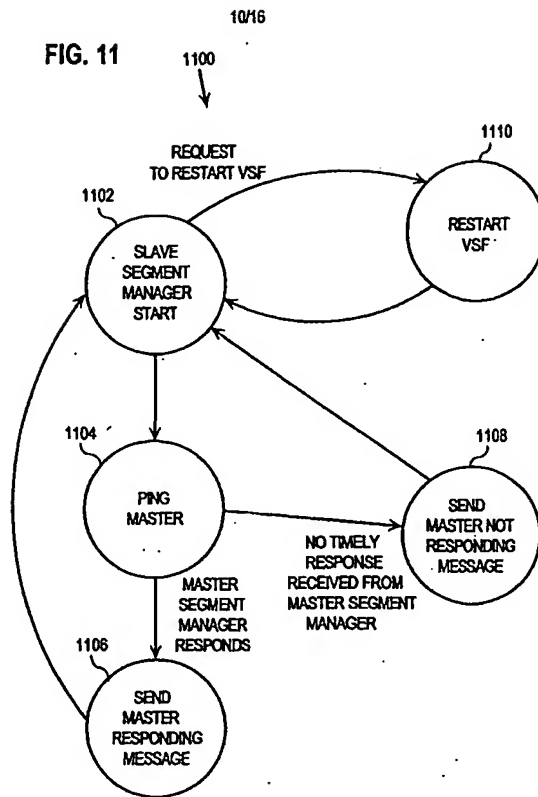 10/16
FIG. 11
1100
REQUEST
TO RESTART VSF
1110
RESTART
VSF
1102
SLAVE
SEGMENT
MANAGER
START
1104
PING
MASTER
1108
SEND
MASTER NOT
RESPONDING
MESSAGE
NO TIMELY
RESPONSE
RECEIVED FROM
MASTER SEGMENT
MANAGER
MASTER
SEGMENT
MANAGER
RESPONDS
1106
SEND
MASTER
RESPONDING
MESSAGE